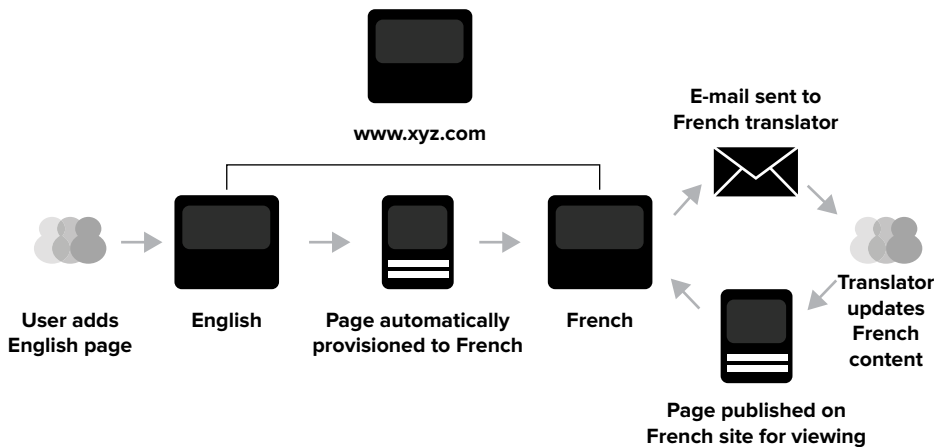 www.xyz.com
E-mail sent to
French translator
User adds
English page
English
Page automatically
provisioned to French
French
Translator
updates
French
content
Page published on
French site for viewing